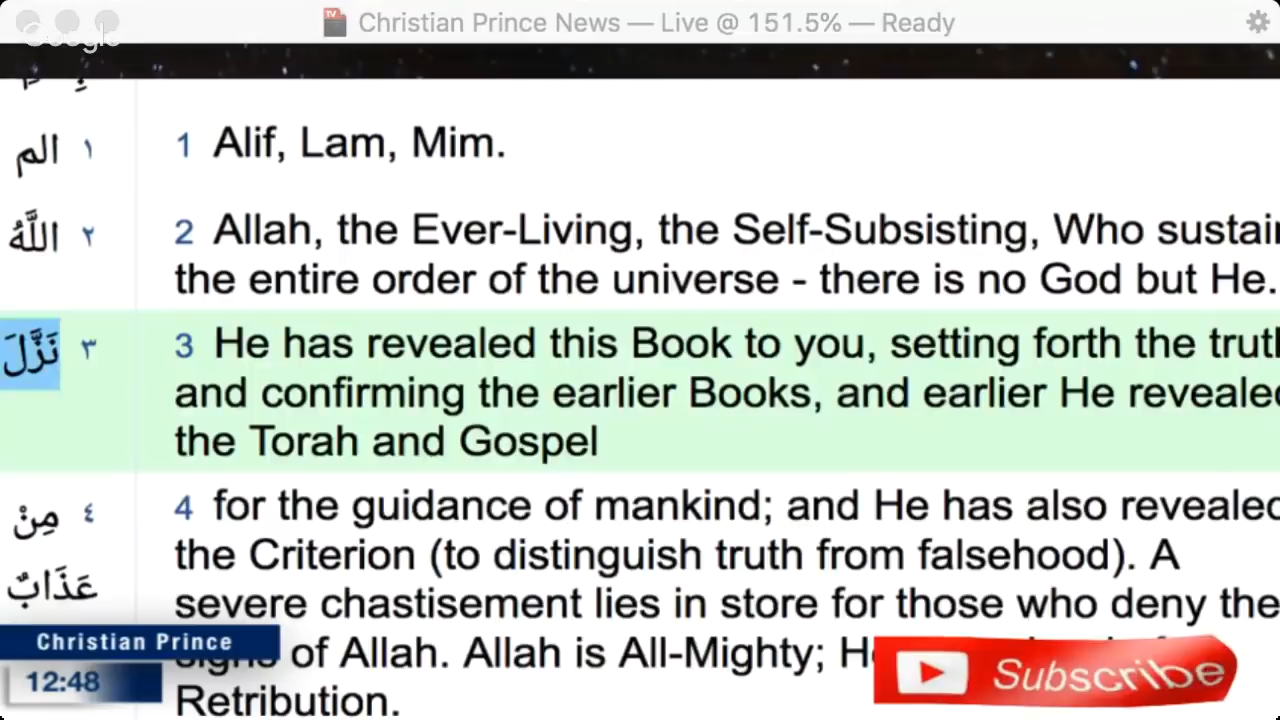 Christian Prince News — Live @ 151.5% — Ready
Google
الم ١
1 Alif, Lam, Mim.
اللَّهُ ٢
2 Allah, the Ever-Living, the Self-Subsisting, Who sustai
the entire order of the universe - there is no God but He.
نَزَّلَ ٣
3 He has revealed this Book to you, setting forth the trut
and confirming the earlier Books, and earlier He reveale
the Torah and Gospel
مِنْ ٤
4 for the guidance of mankind; and He has also revealed
the Criterion (to distinguish truth from falsehood). A
عَذَابٌ
severe chastisement lies in store for those who deny the
Christian Prince
signs of Allah. Allah is All-Mighty; H
Subscribe
12:48
Retribution.